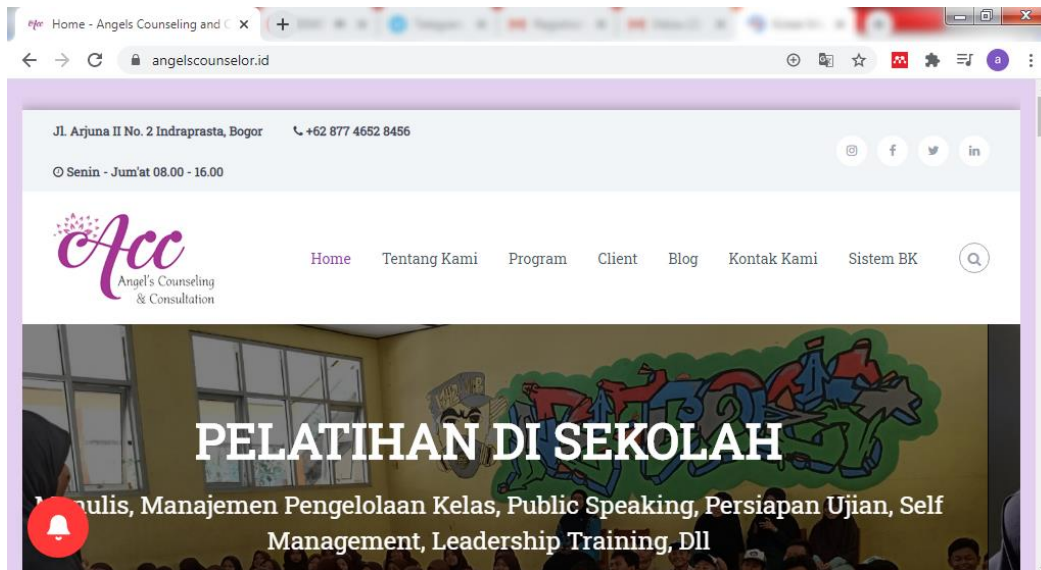 Home - Angels Counseling and C
angelscounselor.id
Jl. Arjuna II No. 2 Indraprasta, Bogor
+62 877 4652 8456
Senin - Jum'at 08.00 - 16.00
Acc
Angel's Counseling
& Consultation
Home
Tentang Kami
Program
Client
Blog
Kontak Kami
Sistem BK
PELATIHAN DI SEKOLAH
Manajemen Pengelolaan Kelas, Public Speaking, Persiapan Ujian, Self
Management, Leadership Training, Dll